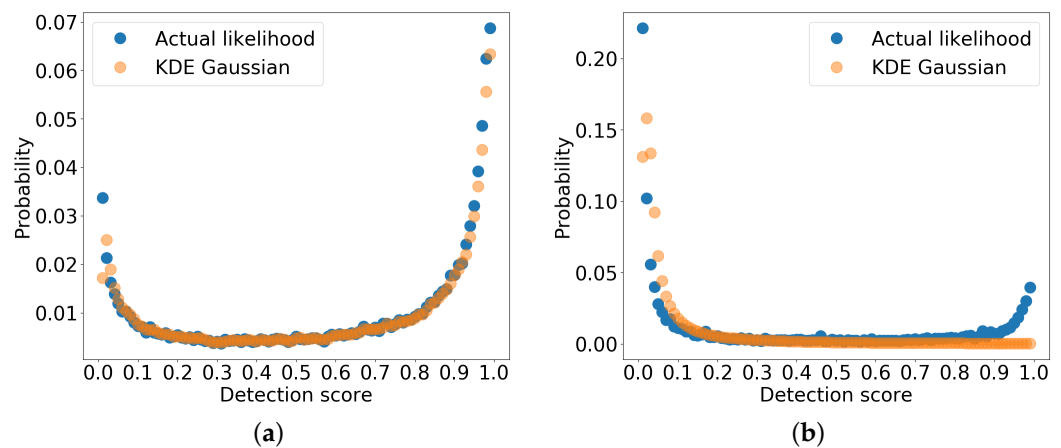 0.07
0.06
0.05
0.04
0.03
0.02
0.01
Probability
Actual likelihood
KDE Gaussian
0.0 0.1 0.2 0.3 0.4 0.5 0.6 0.7 0.8 0.9 1.0
Detection score
(a)
0.20
0.15
0.10
0.05
0.00
Probability
Actual likelihood
KDE Gaussian
0.0 0.1 0.2 0.3 0.4 0.5 0.6 0.7 0.8 0.9 1.0
Detection score
(b)